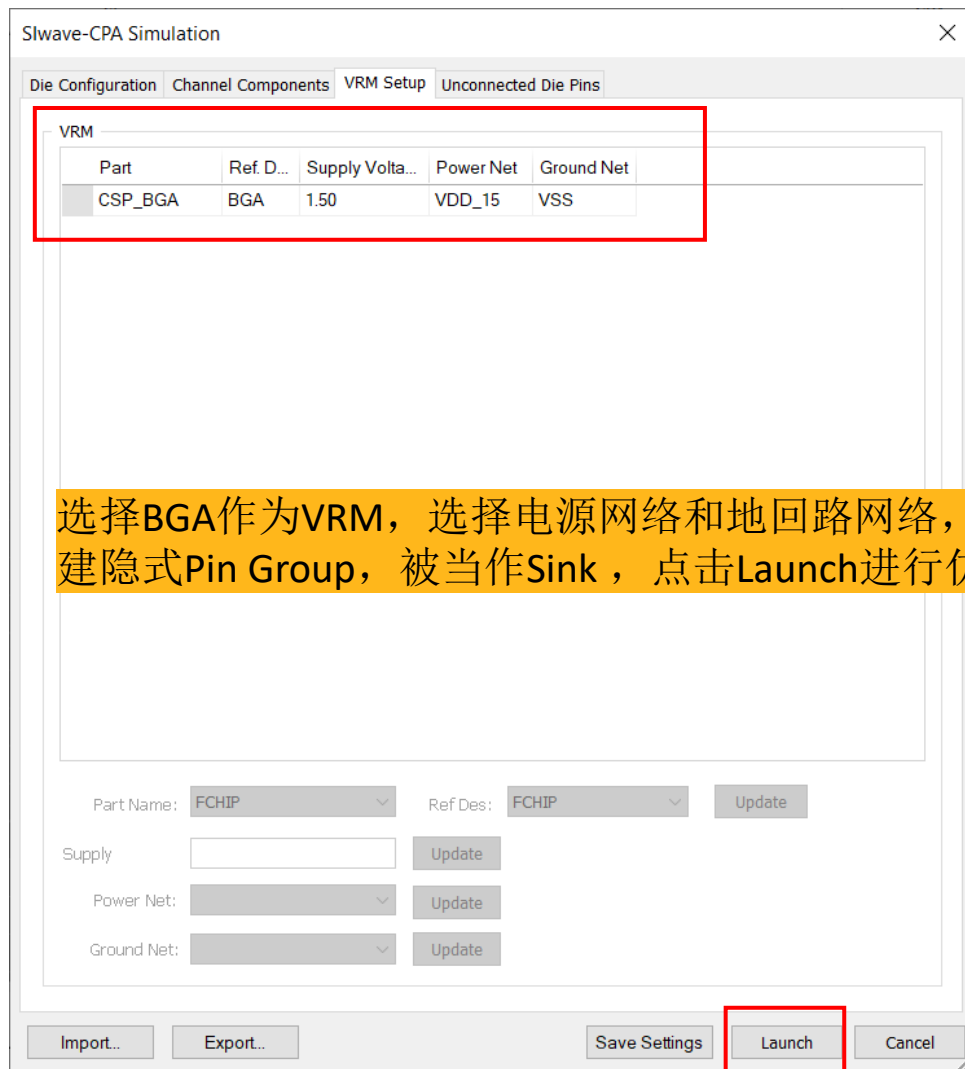 SIwave-CPA Simulation
Die Configuration Channel Components VRM Setup Unconnected Die Pins
VRM
Part Ref. D... Supply Volta... Power Net Ground Net
CSP_BGA BGA 1.50 VDD_15 VSS
选择BGA作为VRM，选择电源网络和地回路网络，
建隐式Pin Group，被当作Sink ，点击Launch进行
Part Name: FCHIP Ref Des: FCHIP Update
Supply Update
Power Net: Update
Ground Net: Update
Import... Export... Save Settings Launch Cancel